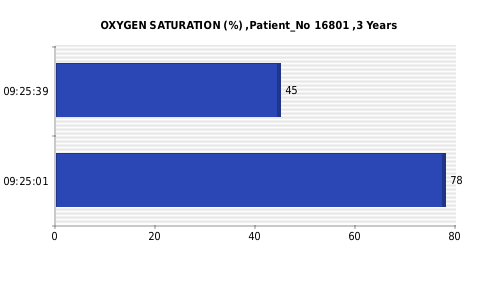 OXYGEN SATURATION (%) ,Patient_No 16801 ,3 Years
09:25:39
45
09:25:01
78
0 20 40 60 80